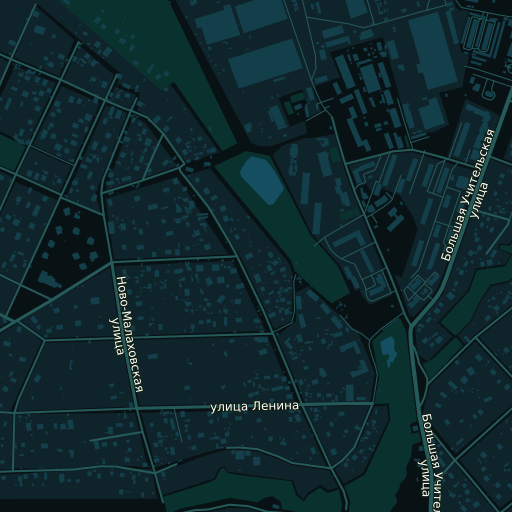 Большая Учительская
улица
Ново-Малаховская
улица
улица Ленина
Большая Учител
улица